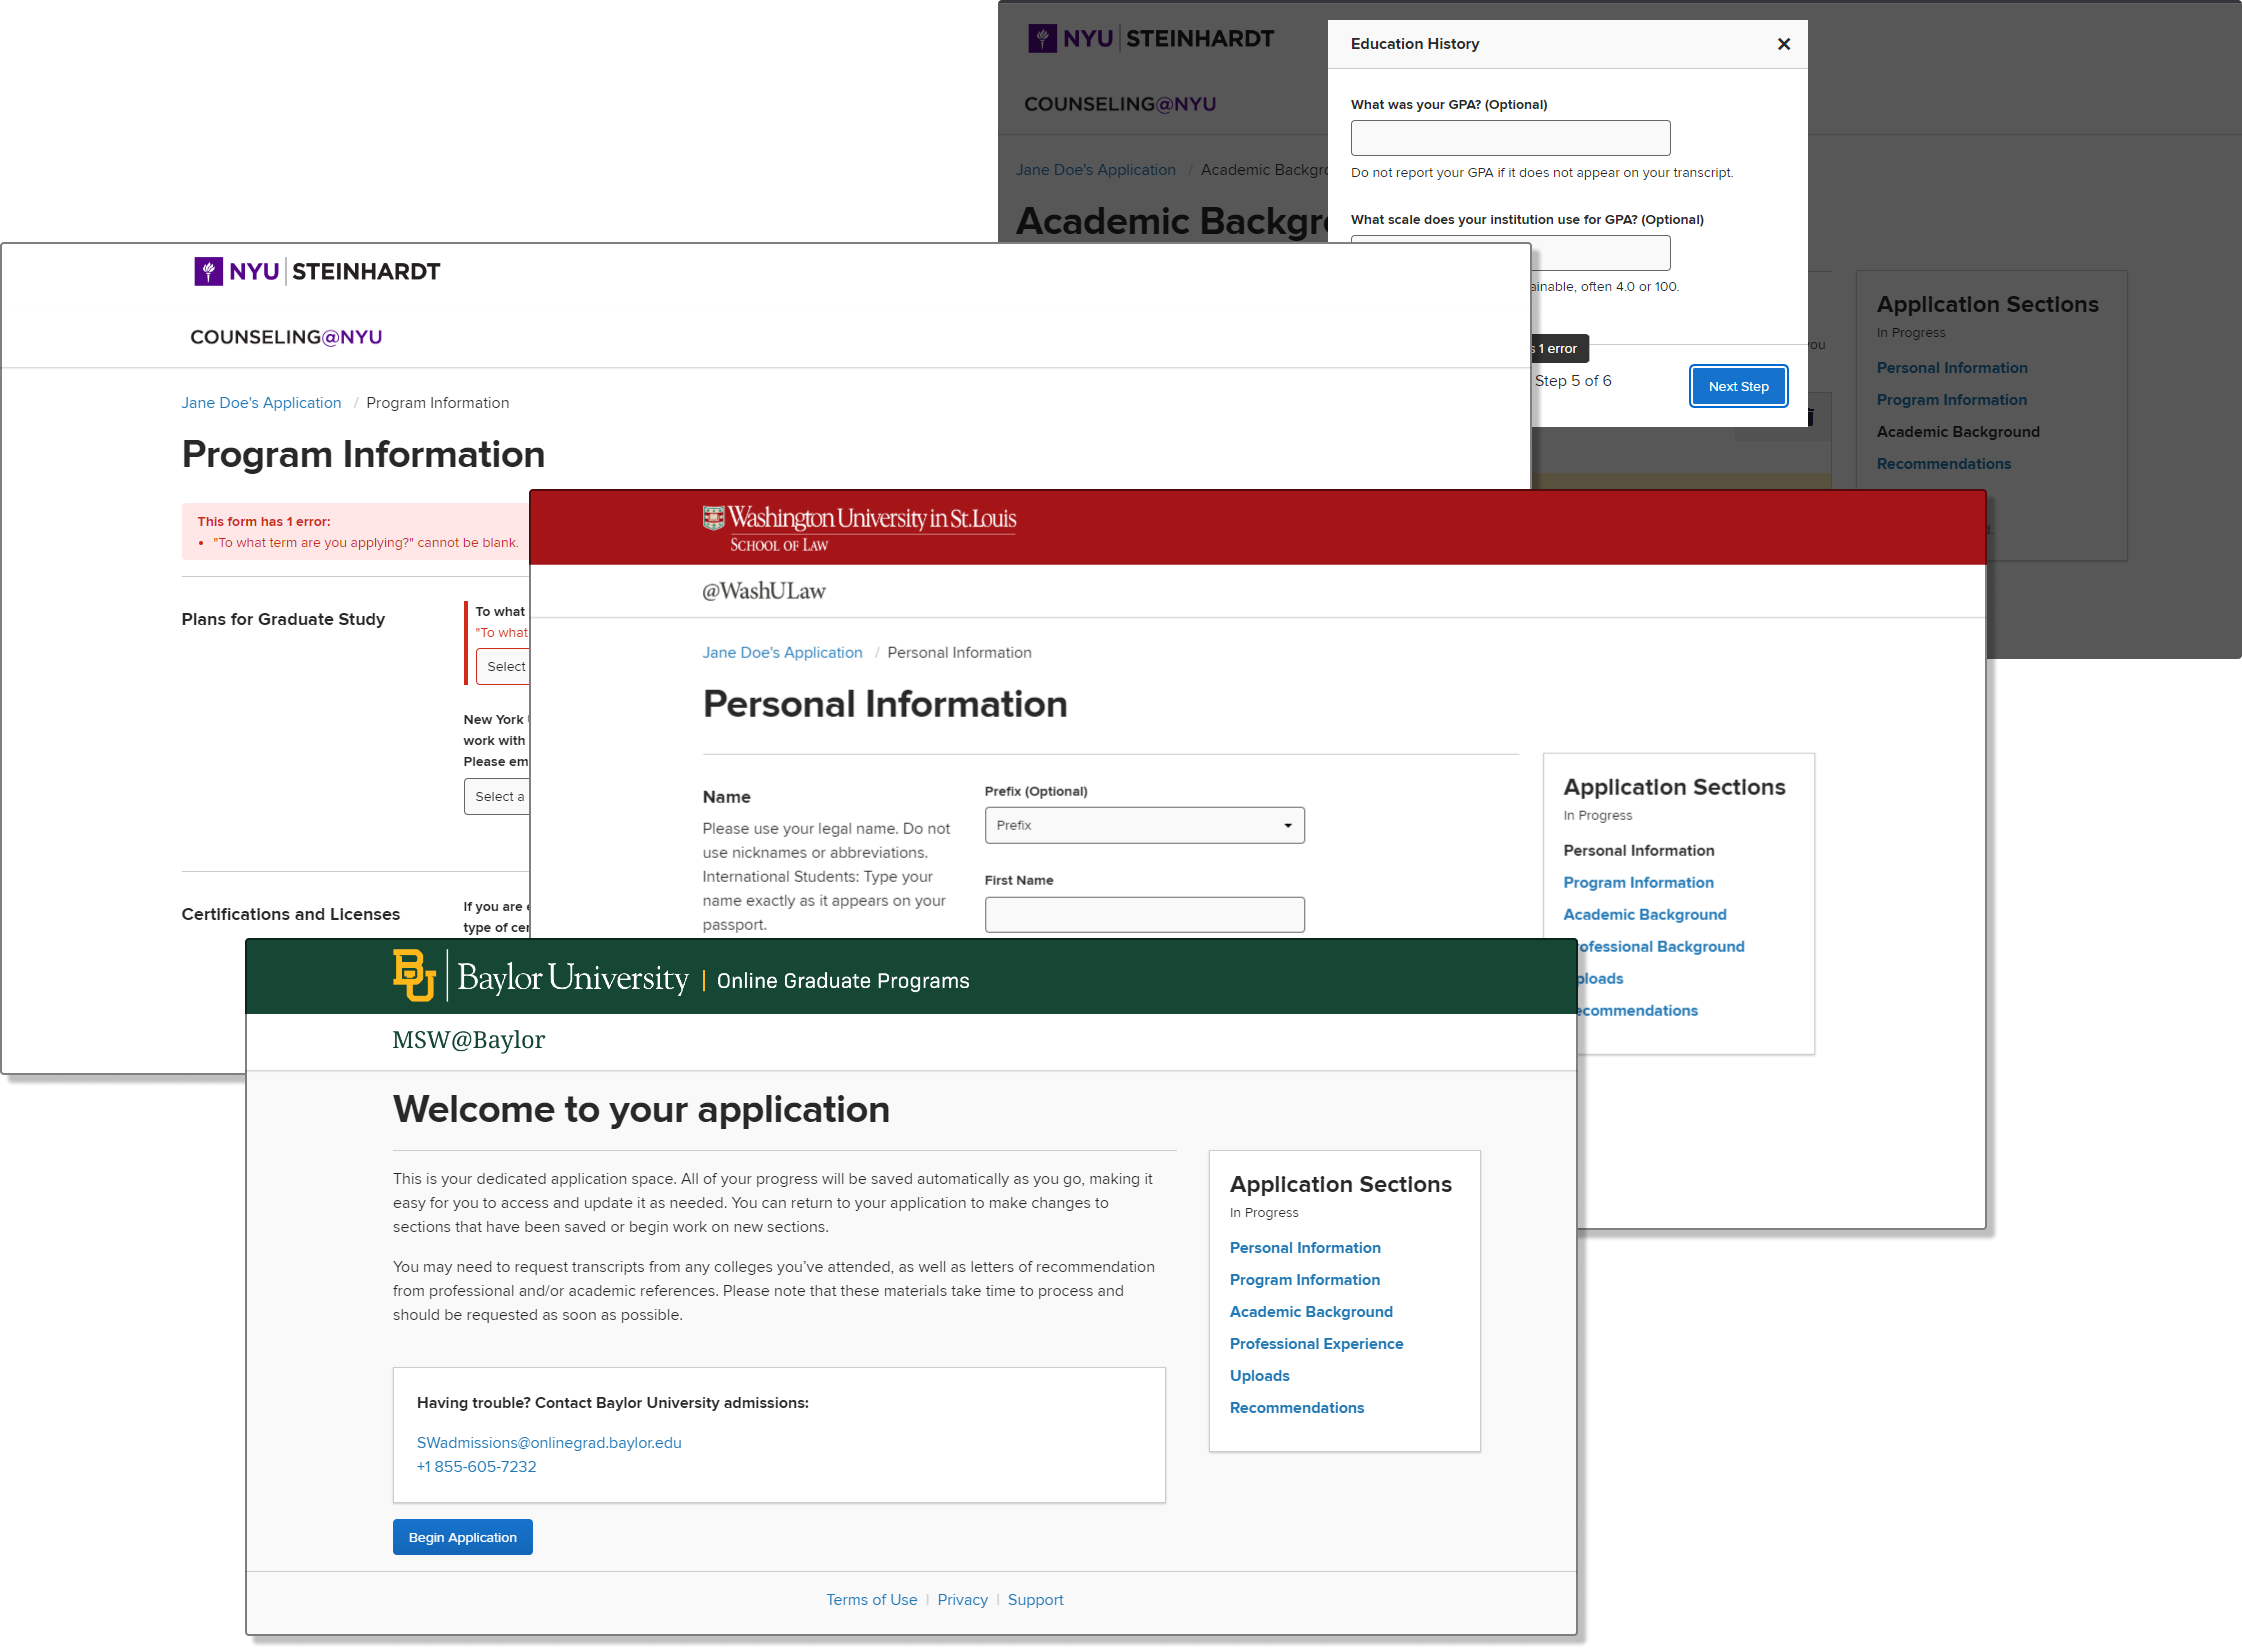 NYU STEINHARDT
COUNSELING@NYU
Jane Doe's Application / Academic
Academic
Education History
What was your GPA? (Optional)
Do not report your GPA if it does not appear on your transcript.
What scale does your institution use for GPA? (Optional)
often 4.0 or 100.
1 error
Step 5 of 6
Next Step
Application Sections
In Progress
Personal Information
Program Information
Academic Background
Recommendations
NYU STEINHARDT
COUNSELING@NYU
Jane Doe's Application / Program Information
Program Information
This form has 1 error:
• "To what term are you applying?" cannot be blank.
Plans for Graduate Study
To what
"To what
Select
New York
work with
Please em
Select a
Certifications and Licenses
If you are
type of cer
Washington University in St. Louis
SCHOOL OF LAW
@WashULaw
Jane Doe's Application / Personal Information
Personal Information
Name
Please use your legal name. Do not
use nicknames or abbreviations.
International Students: Type your
name exactly as it appears on your
passport.
Prefix (Optional)
Prefix
First Name
Application Sections
In Progress
Personal Information
Program Information
Academic Background
ofessional Background
ploads
ecommendations
BU Baylor University | Online Graduate Programs
MSW@Baylor
Welcome to your application
This is your dedicated application space. All of your progress will be saved automatically as you go, making it
easy for you to access and update it as needed. You can return to your application to make changes to
sections that have been saved or begin work on new sections.
You may need to request transcripts from any colleges you've attended, as well as letters of recommendation
from professional and/or academic references. Please note that these materials take time to process and
should be requested as soon as possible.
Having trouble? Contact Baylor University admissions:
SWadmissions@onlinegrad.baylor.edu
+1 855-605-7232
Begin Application
Application Sections
In Progress
Personal Information
Program Information
Academic Background
Professional Experience
Uploads
Recommendations
Terms of Use | Privacy | Support